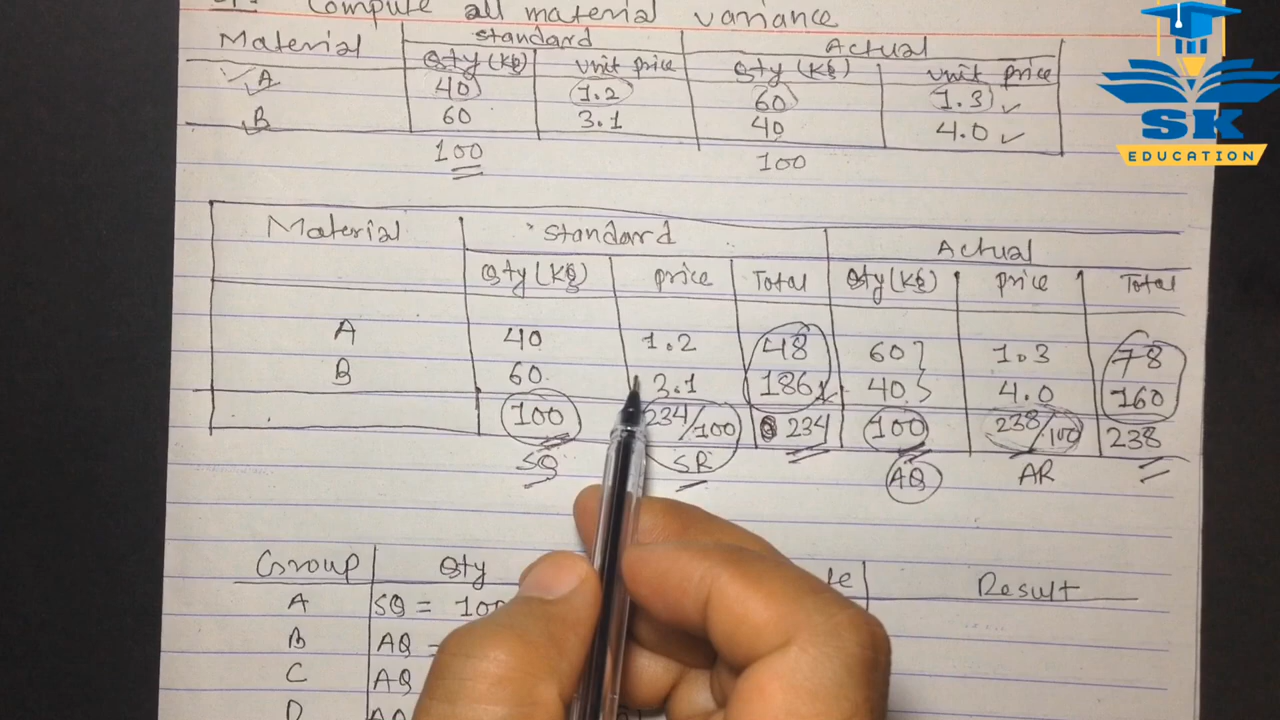 Compute all material variance
Material Standard Actual
Qty (Kg) unit price Qty (Kg) unit price
A 40 1.2 60 1.3
B 60 3.1 40 4.0
100 100
SK
EDUCATION
Material Standard Actual
Qty (Kg) price Total Qty (Kg) price Total
A 40 1.2 48 60 1.3 78
B 60 3.1 186 40 4.0 160
100 234/100 234 100 238/100 238
SQ SR AQ AR
Group Qty Result
A SQ = 100
B AQ =
C AQ
D